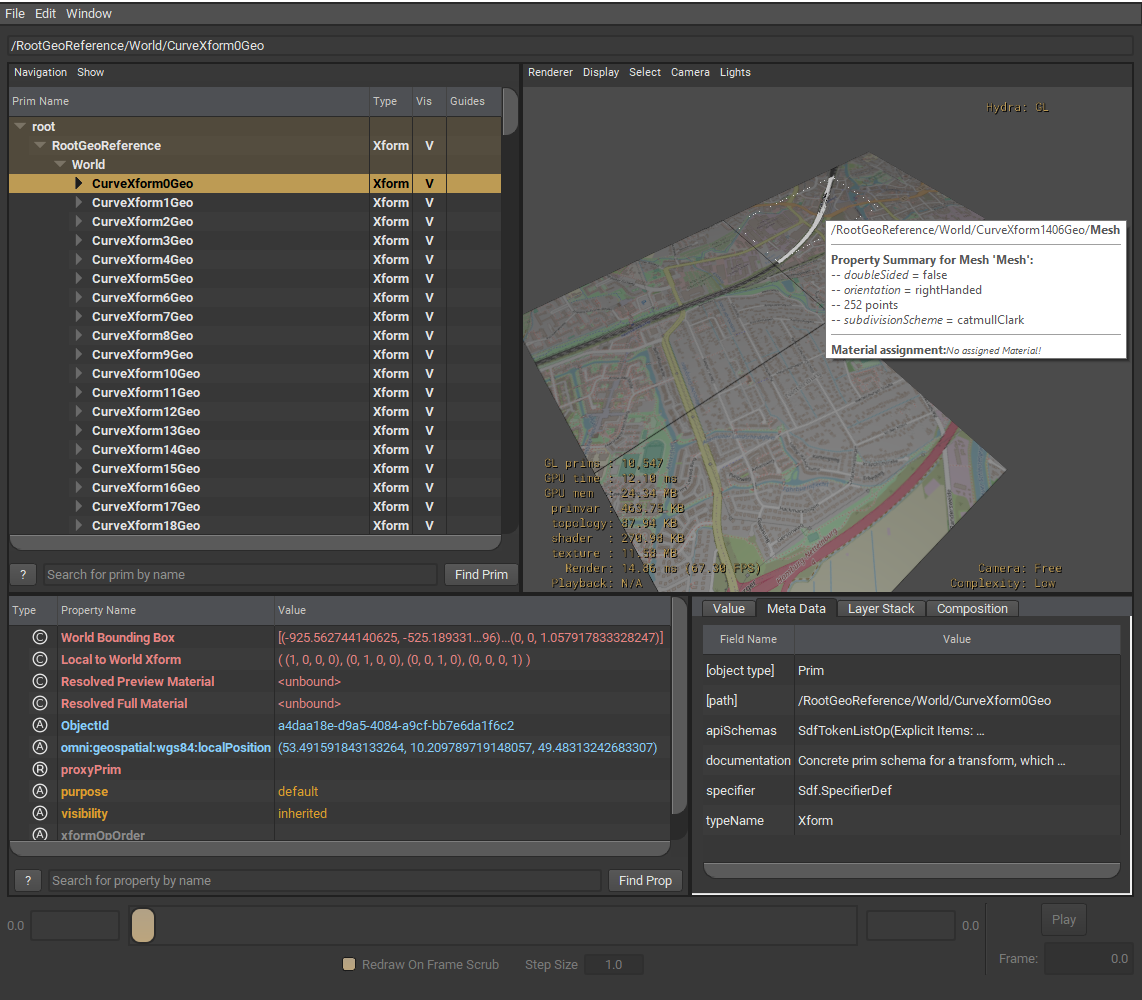 File Edit Window
/RootGeoReference/World/CurveXform0Geo
Navigation Show
Prim Name Type Vis Guides
root
RootGeoReference Xform V
World
CurveXform0Geo Xform V
CurveXform1Geo Xform V
CurveXform2Geo Xform V
CurveXform3Geo Xform V
CurveXform4Geo Xform V
CurveXform5Geo Xform V
CurveXform6Geo Xform V
CurveXform7Geo Xform V
CurveXform8Geo Xform V
CurveXform9Geo Xform V
CurveXform10Geo Xform V
CurveXform11Geo Xform V
CurveXform12Geo Xform V
CurveXform13Geo Xform V
CurveXform14Geo Xform V
CurveXform15Geo Xform V
CurveXform16Geo Xform V
CurveXform17Geo Xform V
CurveXform18Geo Xform V
? Search for prim by name Find Prim
Renderer Display Select Camera Lights
Hydra: GL
/RootGeoReference/World/CurveXform1406Geo/Mesh
Property Summary for Mesh 'Mesh':
-- doubleSided = false
-- orientation = rightHanded
-- 252 points
-- subdivisionScheme = catmullClark
Material assignment:No assigned Material!
GL prims : 10,547
GPU time : 12.10 ms
GPU mem : 24.34 KB
primvar : 463.75 KB
topology: 87.94 KB
shader : 270.98 KB
texture : 11.58 KB
Render: 14.86 ms (67.30 FPS)
Playback: N/A
Camera: Free
Complexity: Low
Type Property Name Value
C World Bounding Box [(-925.562744140625, -525.189331...96)...(0, 0, 1.057917833328247)]
C Local to World Xform ( (1, 0, 0, 0), (0, 1, 0, 0), (0, 0, 1, 0), (0, 0, 0, 1) )
C Resolved Preview Material <unbound>
C Resolved Full Material <unbound>
A ObjectId a4daa18e-d9a5-4084-a9cf-bb7e6da1f6c2
A omni:geospatial:wgs84:localPosition (53.491591843133264, 10.209789719148057, 49.48313242683307)
R proxyPrim
A purpose default
A visibility inherited
A xformOpOrder
? Search for property by name Find Prop
Value Meta Data Layer Stack Composition
Field Name Value
[object type] Prim
[path] /RootGeoReference/World/CurveXform0Geo
apiSchemas SdfTokenListOp(Explicit Items: ...
documentation Concrete prim schema for a transform, which ...
specifier Sdf.SpecifierDef
typeName Xform
0.0 0.0 Play
Redraw On Frame Scrub Step Size 1.0 Frame: 0.0